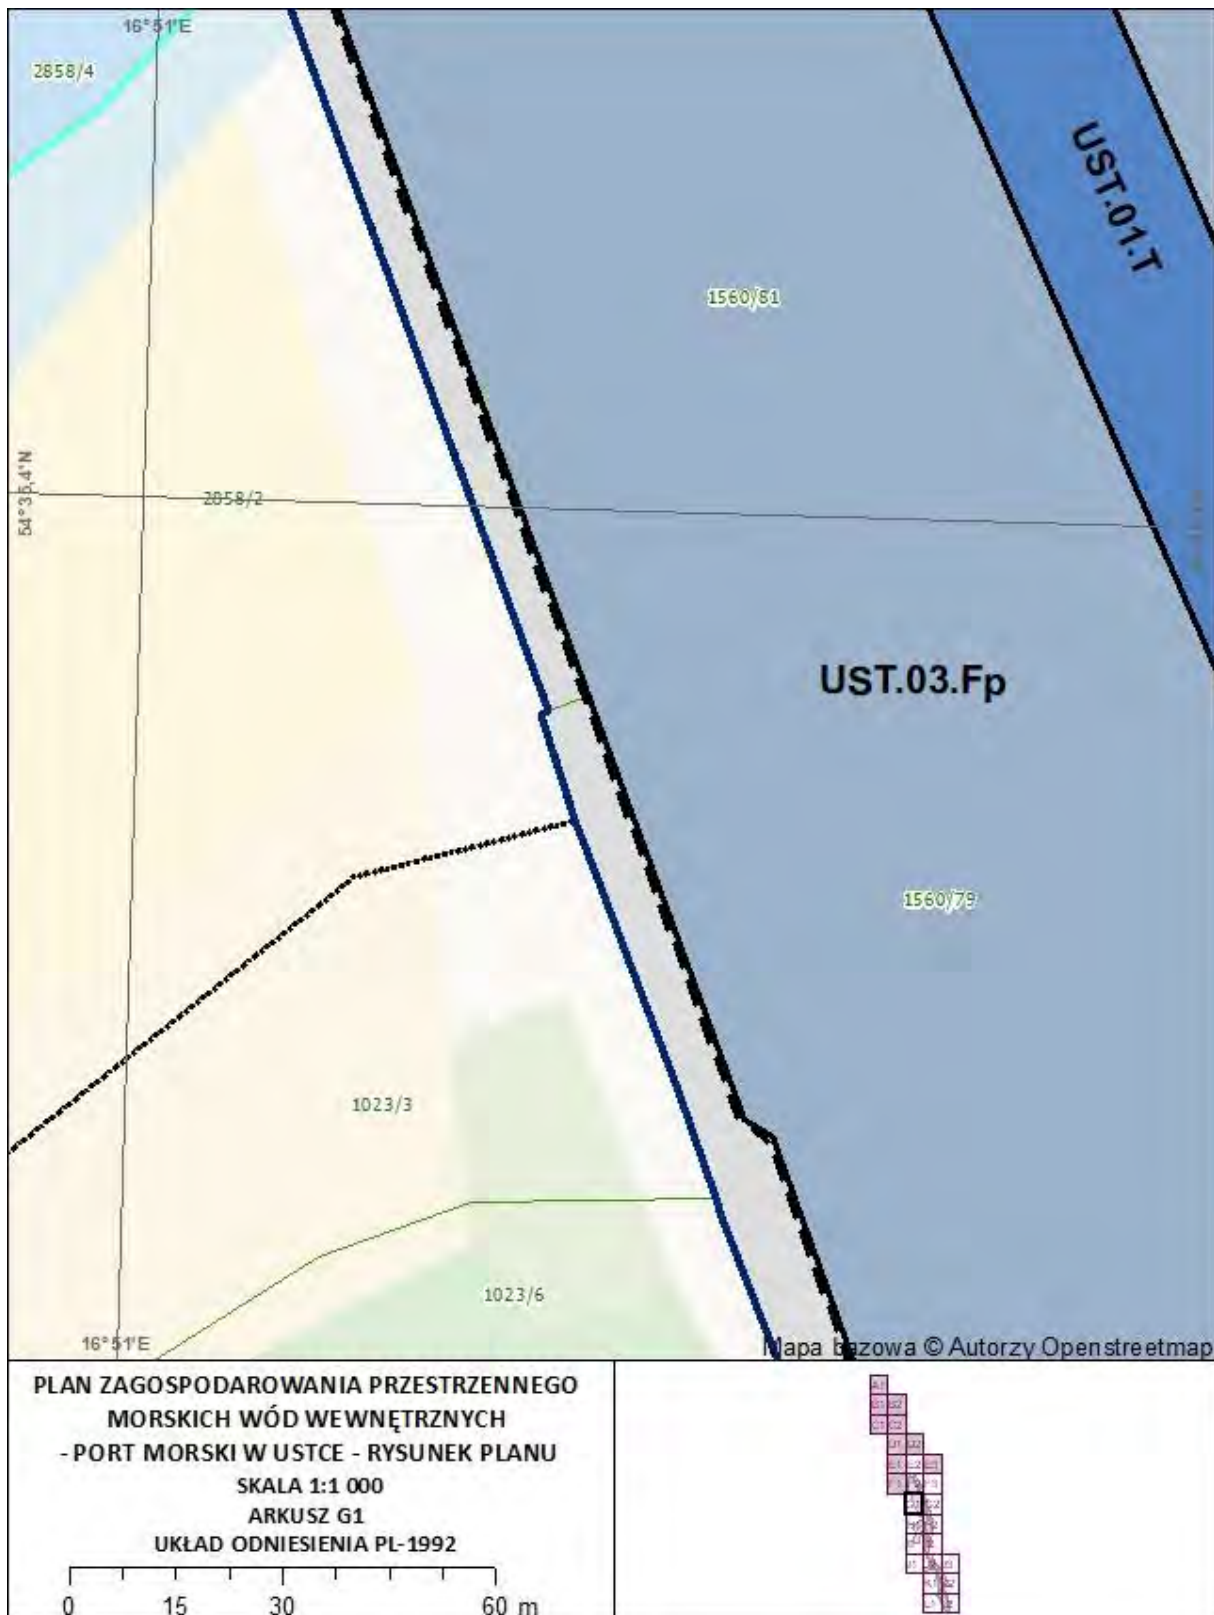 16°51'E
2858/4
UST.01.T
1560/81
54°35,4'N
2858/2
UST.03.Fp
1560/79
1023/3
1023/6
16°51'E
Mapa bazowa © Autorzy Openstreetmap
PLAN ZAGOSPODAROWANIA PRZESTRZENNEGO
MORSKICH WÓD WEWNĘTRZNYCH
- PORT MORSKI W USTCE - RYSUNEK PLANU
SKALA 1:1 000
ARKUSZ G1
UKŁAD ODNIESIENIA PL-1992
0 15 30 60 m